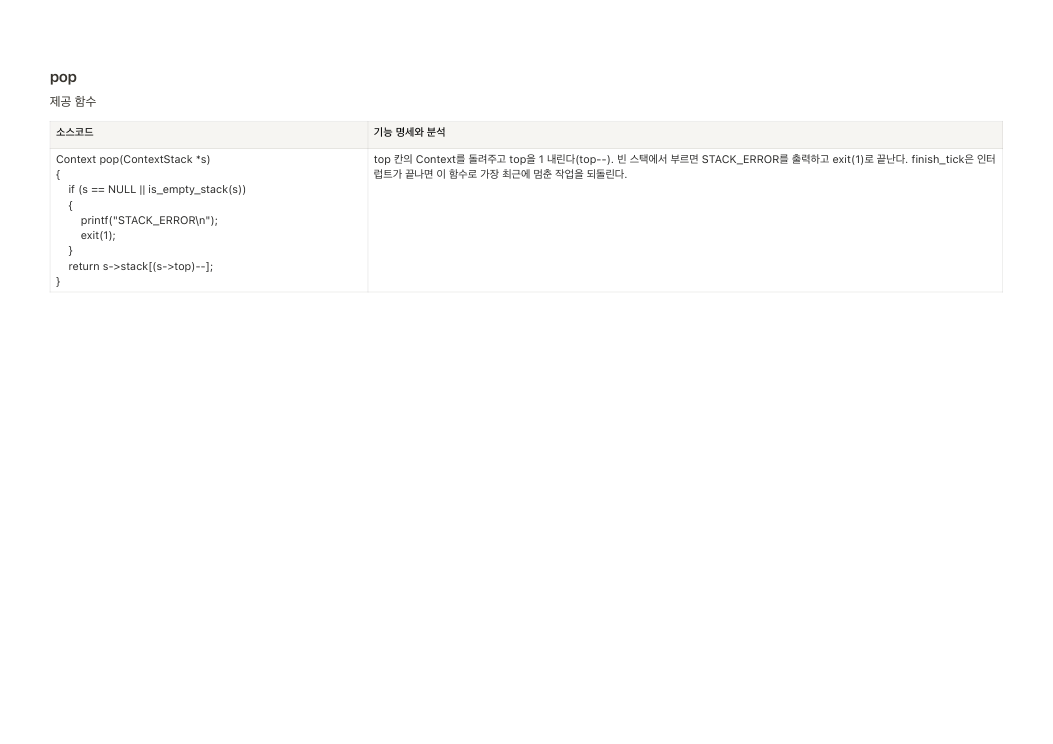 pop
제공 함수
소스코드
기능 명세와 분석
Context pop(ContextStack *s)
{
    if (s == NULL || is_empty_stack(s))
    {
        printf("STACK_ERROR\n");
        exit(1);
    }
    return s->stack[(s->top)--];
}
top 칸의 Context를 돌려주고 top을 1 내린다(top--). 빈 스택에서 부르면 STACK_ERROR를 출력하고 exit(1)로 끝난다. finish_tick은 인터
럽트가 끝나면 이 함수로 가장 최근에 멈춘 작업을 되돌린다.